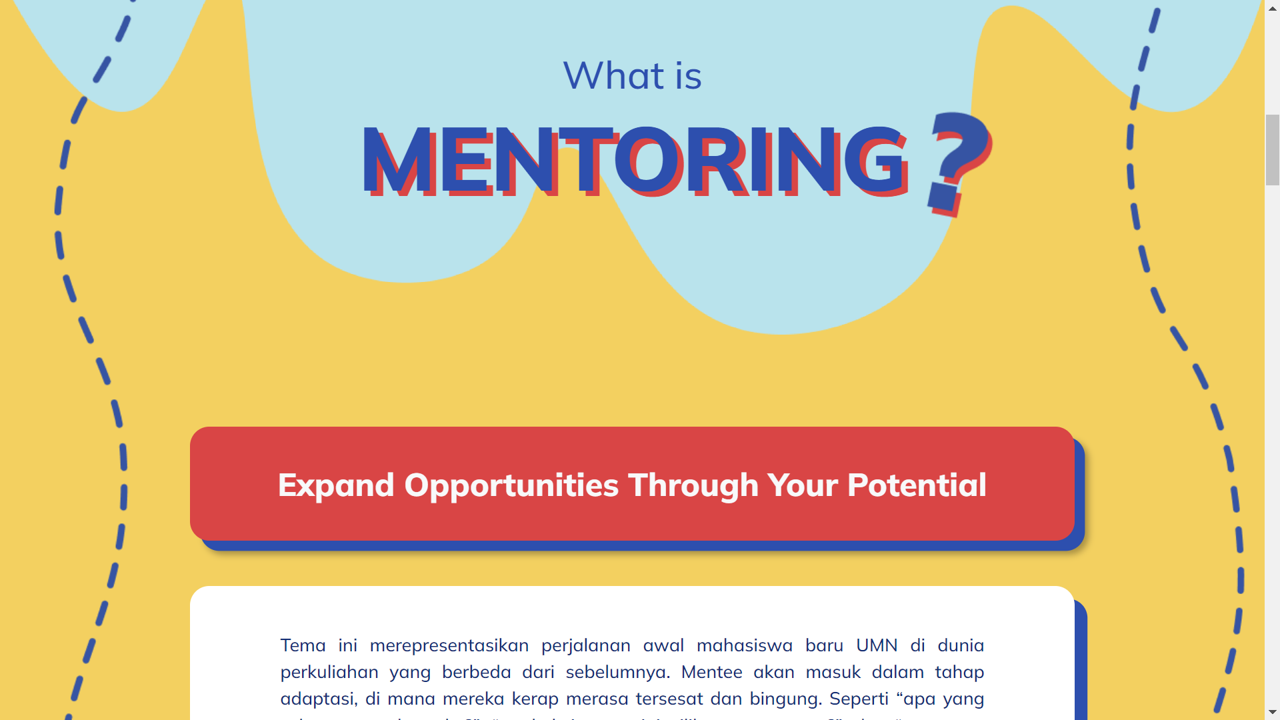 What is
MENTORING?
Expand Opportunities Through Your Potential
Tema ini merepresentasikan perjalanan awal mahasiswa baru UMN di dunia
perkuliahan yang berbeda dari sebelumnya. Mentee akan masuk dalam tahap
adaptasi, di mana mereka kerap merasa tersesat dan bingung. Seperti “apa yang